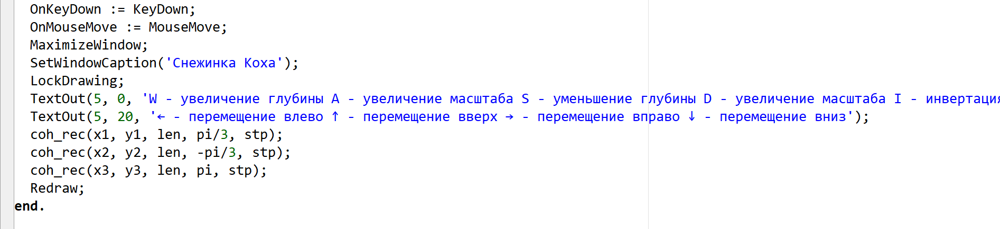 OnKeyDown := KeyDown;
OnMouseMove := MouseMove;
MaximizeWindow;
SetWindowCaption('Снежинка Коха');
LockDrawing;
TextOut(5, 0, 'W - увеличение глубины A - увеличение масштаба S - уменьшение глубины D - увеличение масштаба I - инвертация
TextOut(5, 20, '← - перемещение влево ↑ - перемещение вверх → - перемещение вправо ↓ - перемещение вниз');
coh_rec(x1, y1, len, pi/3, stp);
coh_rec(x2, y2, len, -pi/3, stp);
coh_rec(x3, y3, len, pi, stp);
Redraw;
end.